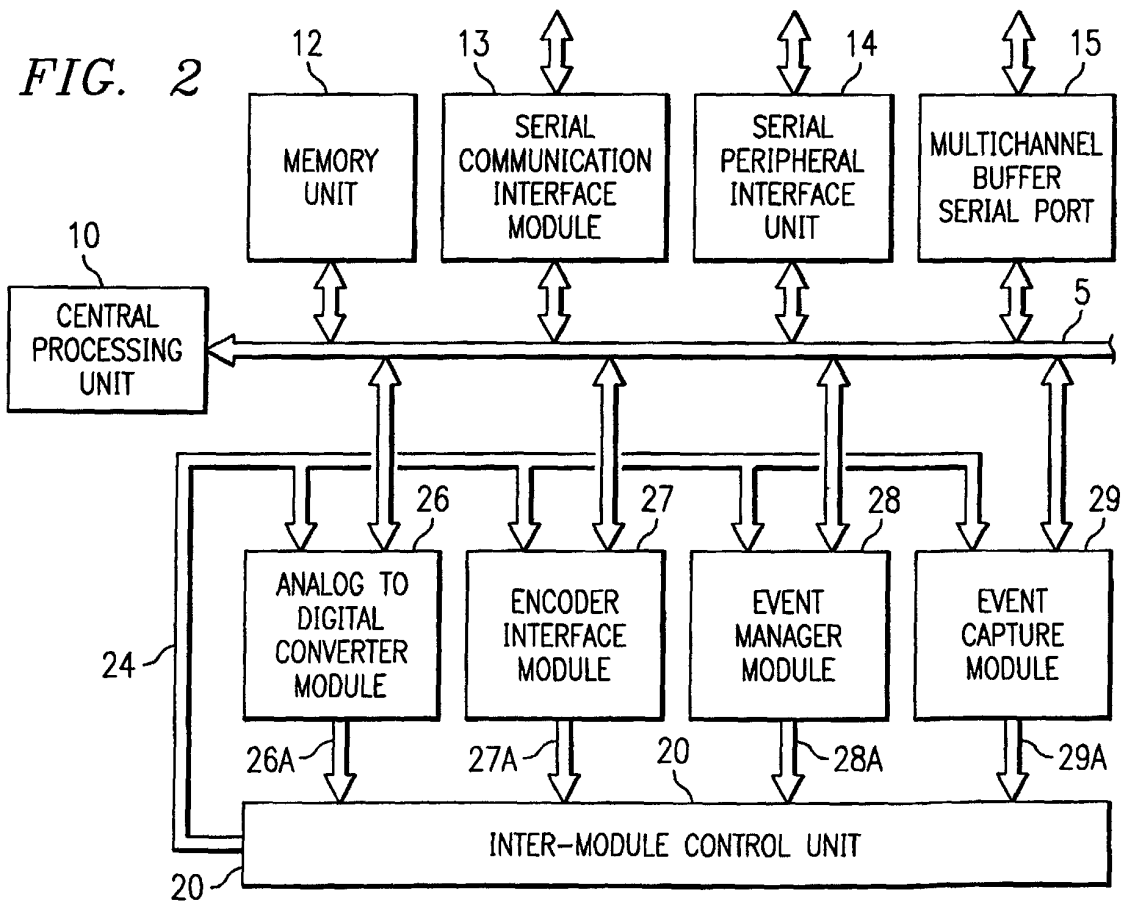 FIG. 2
12
13
14
15
MEMORY
UNIT
SERIAL
COMMUNICATION
INTERFACE
MODULE
SERIAL
PERIPHERAL
INTERFACE
UNIT
MULTICHANNEL
BUFFER
SERIAL PORT
10
CENTRAL
PROCESSING
UNIT
5
26
27
28
29
ANALOG TO
DIGITAL
CONVERTER
MODULE
ENCODER
INTERFACE
MODULE
EVENT
MANAGER
MODULE
EVENT
CAPTURE
MODULE
24
26A
27A
20
28A
29A
INTER-MODULE CONTROL UNIT
20